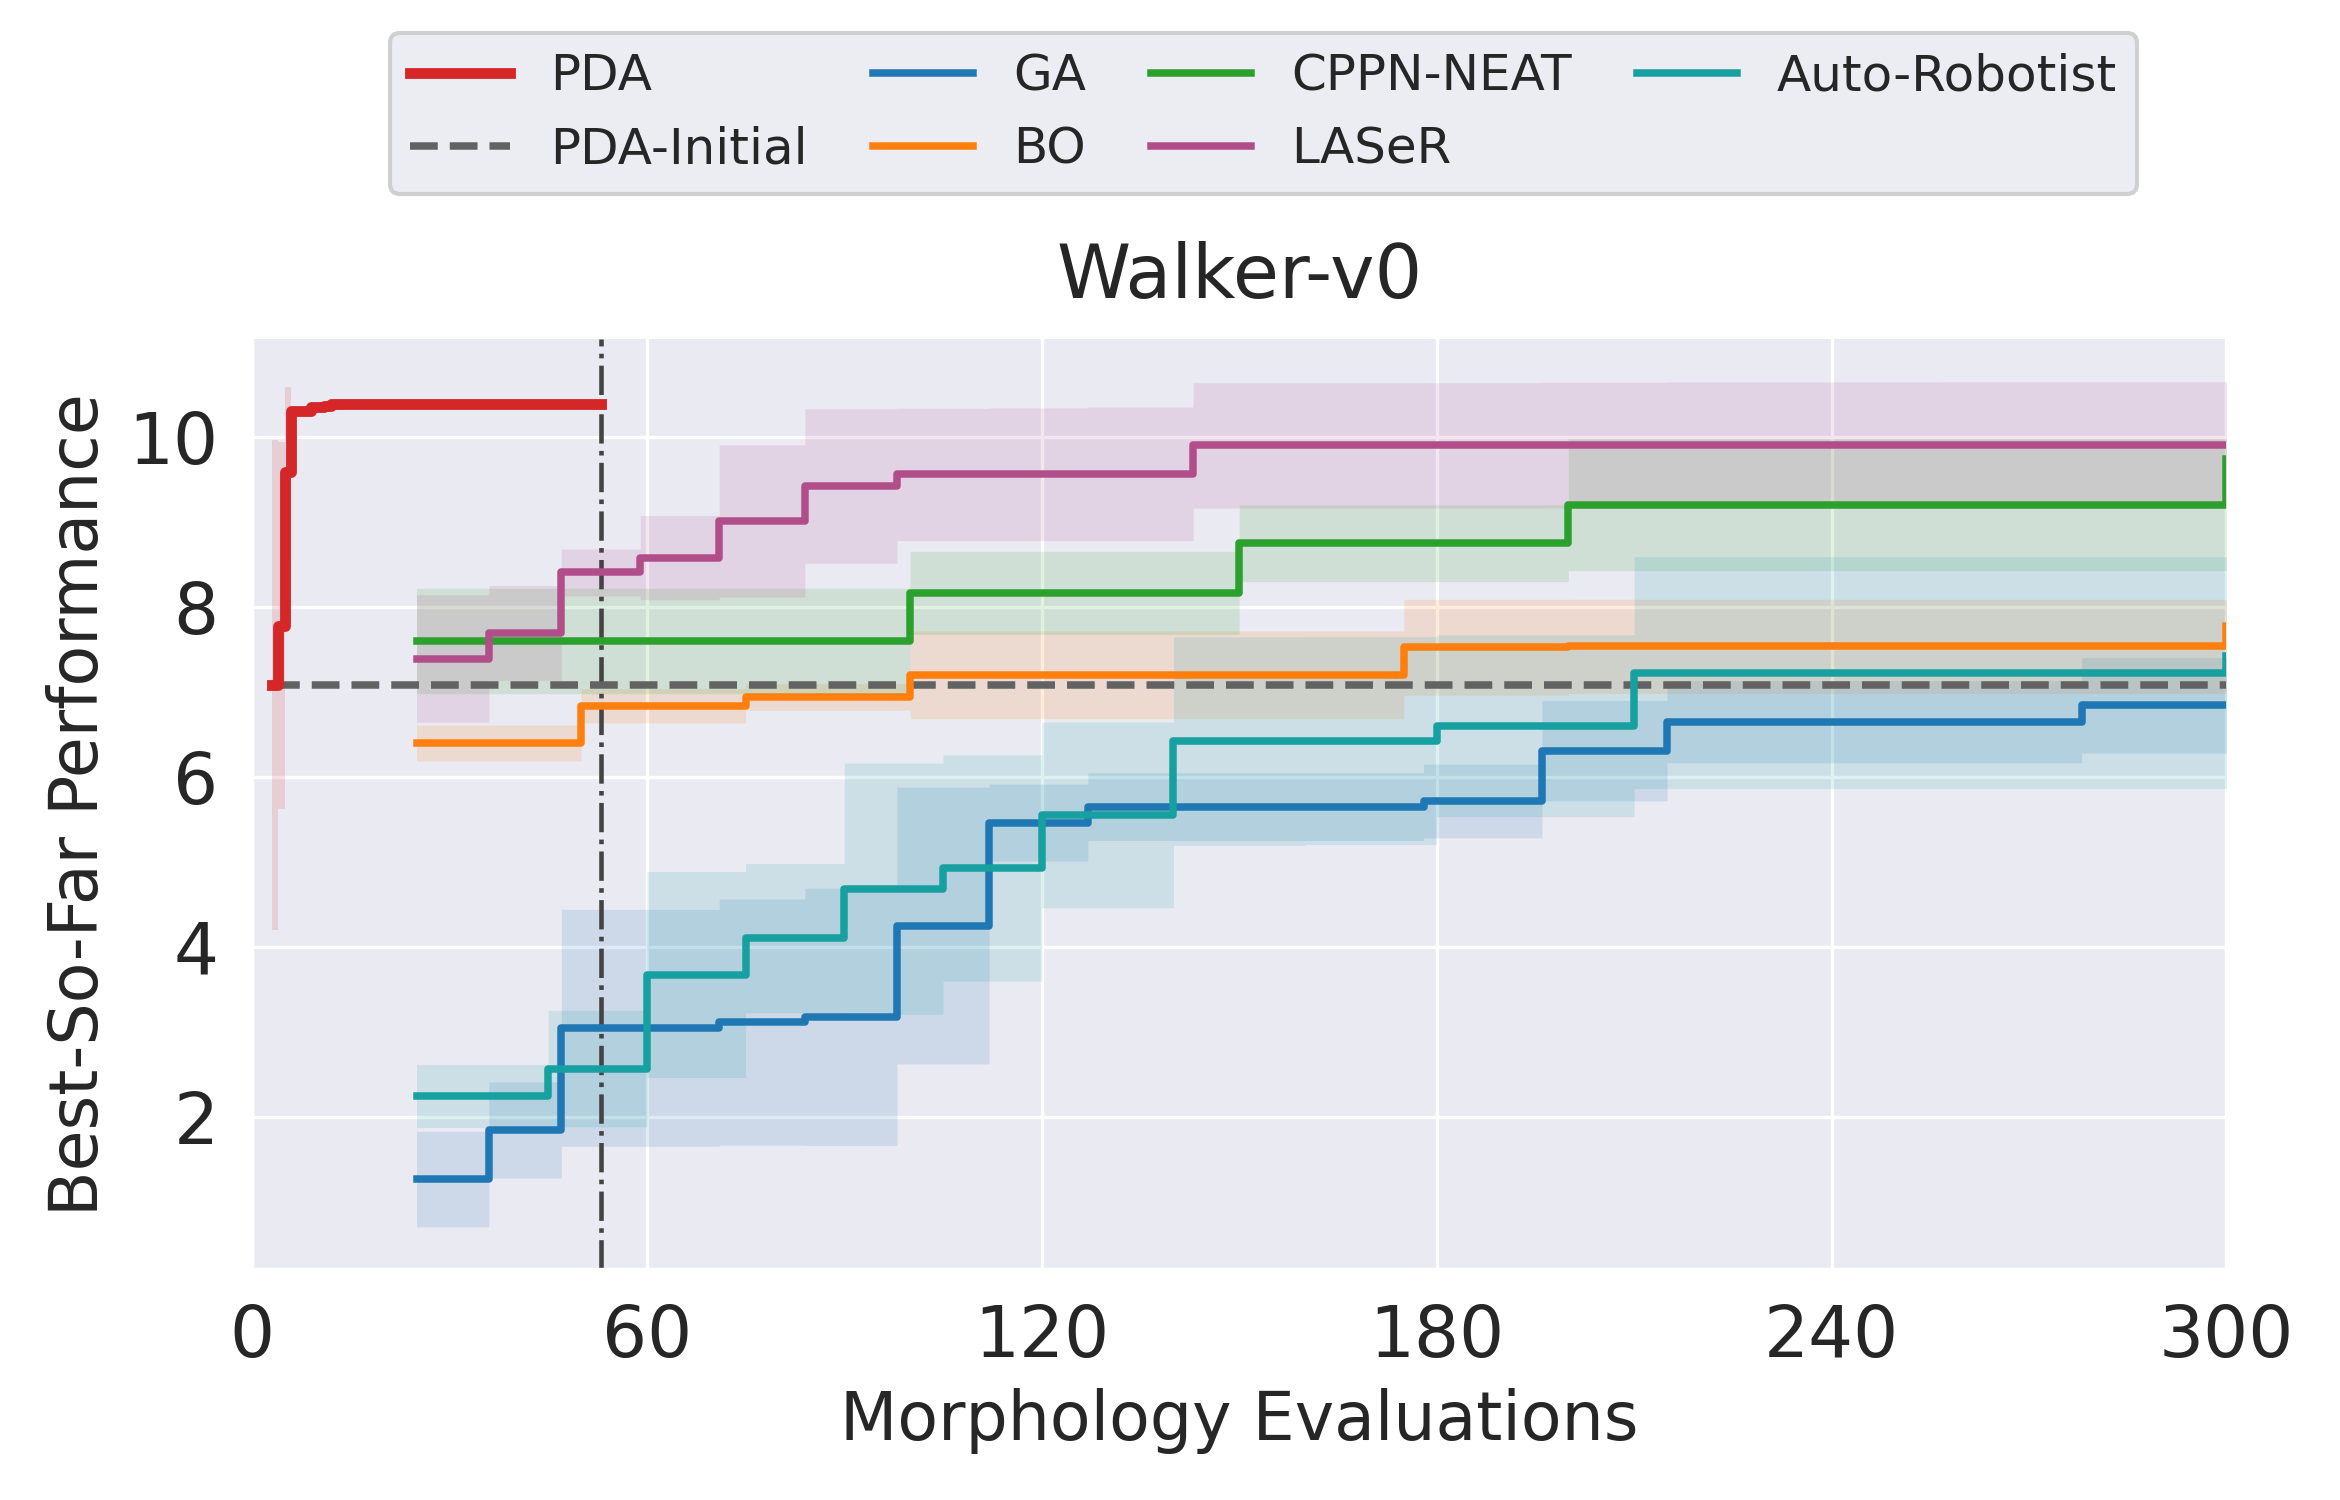 PDA GA CPPN-NEAT Auto-Robotist
PDA-Initial BO LASeR
Walker-v0
Best-So-Far Performance
10
8
6
4
2
0 60 120 180 240 300
Morphology Evaluations